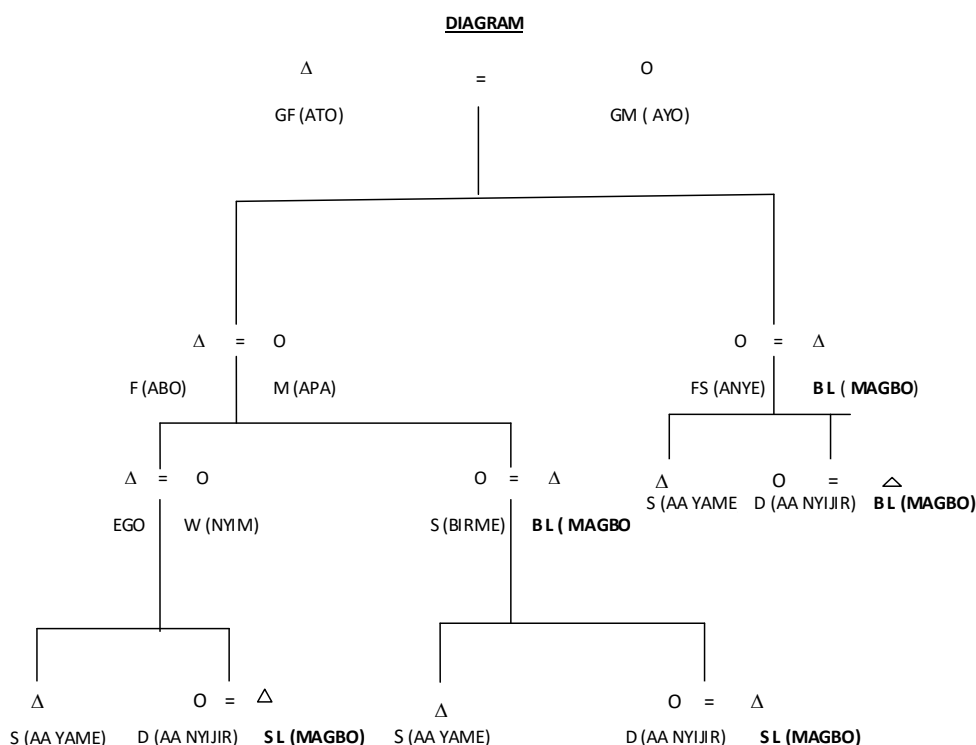 DIAGRAM
Δ = O
GF (ATO) GM ( AYO)
Δ = O O = Δ
F (ABO) M (APA) FS (ANYE) B L ( MAGBO)
Δ = O O = Δ Δ O = Δ
S (AA YAME D (AA NYIJIR) B L (MAGBO)
EGO W (NYIM) S (BIRME) B L ( MAGBO
Δ O = Δ Δ O = Δ
S (AA YAME) D (AA NYIJIR) S L (MAGBO) S (AA YAME) D (AA NYIJIR) S L (MAGBO)